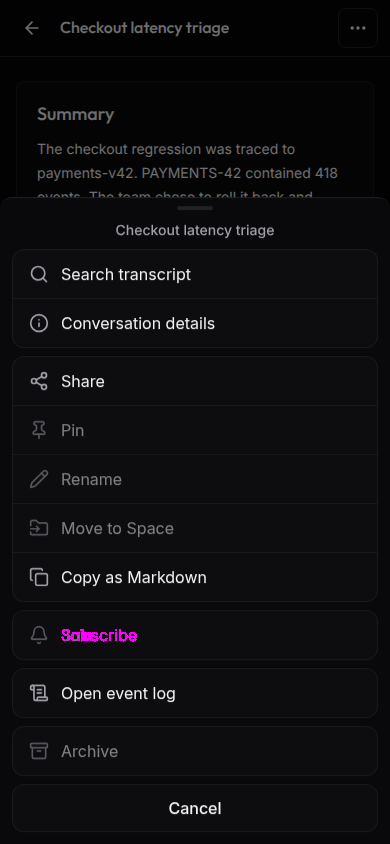 Checkout latency triage
Summary
The checkout regression was traced to
payments-v42. PAYMENTS-42 contained 418
events. The team chose to roll it back and
Checkout latency triage
Search transcript
Conversation details
Share
Pin
Rename
Move to Space
Copy as Markdown
Open event log
Archive
Cancel